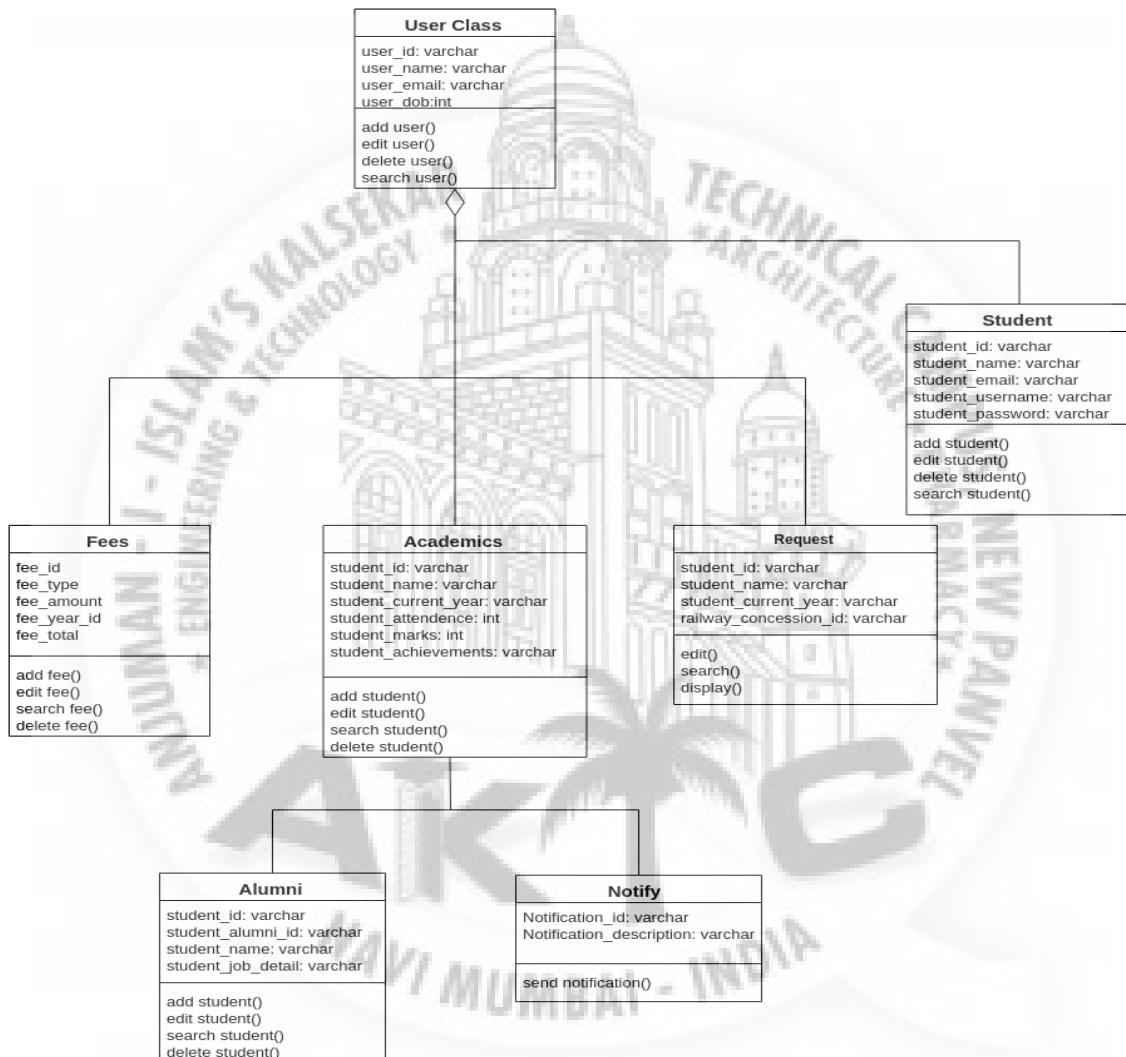 User Class
user_id: varchar
user_name: varchar
user_email: varchar
user_dob:int
add user()
edit user()
delete user()
search user()
Student
student_id: varchar
student_name: varchar
student_email: varchar
student_username: varchar
student_password: varchar
add student()
edit student()
delete student()
search student()
Fees
fee_id
fee_type
fee_amount
fee_year_id
fee_total
add fee()
edit fee()
search fee()
delete fee()
Academics
student_id: varchar
student_name: varchar
student_current_year: varchar
student_attendence: int
student_marks: int
student_achievements: varchar
add student()
edit student()
search student()
delete student()
Request
student_id: varchar
student_name: varchar
student_current_year: varchar
railway_concession_id: varchar
edit()
search()
display()
Alumni
student_id: varchar
student_alumni_id: varchar
student_name: varchar
student_job_detail: varchar
add student()
edit student()
search student()
delete student()
Notify
Notification_id: varchar
Notification_description: varchar
send notification()
ANJUMAN - I - ISLAM'S KALSEKAR TECHNICAL CAMPUS, NEW PANVEL
* ENGINEERING & TECHNOLOGY * *ARCHITECTURE * PHARMACY*
AKTC
NAVI MUMBAI - INDIA